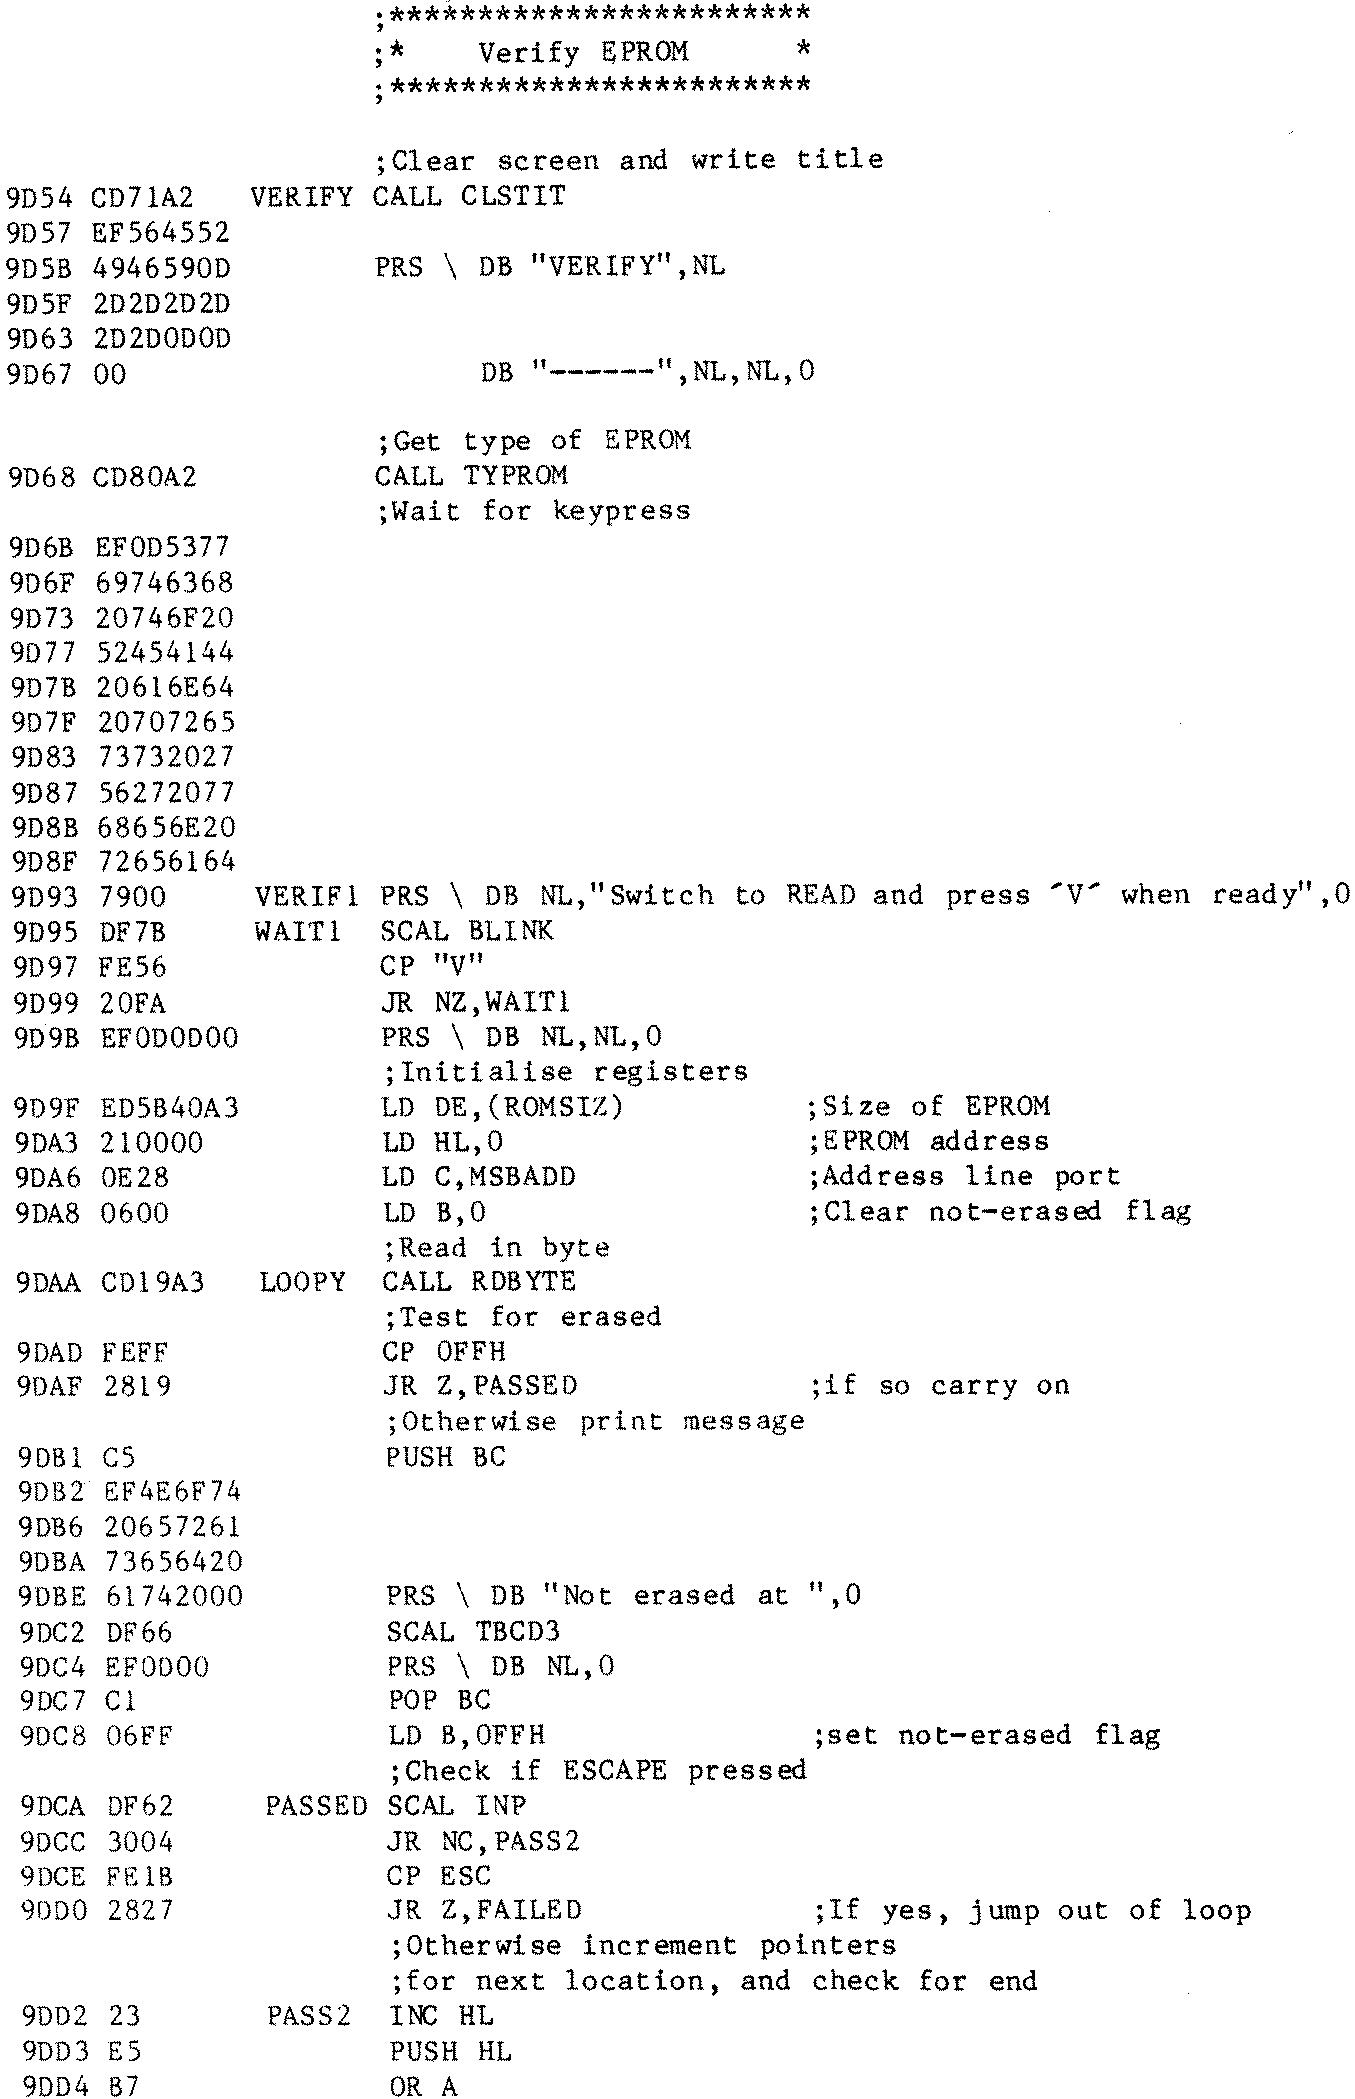 ;************************
;*    Verify EPROM      *
;************************
;Clear screen and write title
9D54 CD71A2   VERIFY CALL CLSTIT
9D57 EF564552
9D5B 4946590D        PRS \ DB "VERIFY",NL
9D5F 2D2D2D2D
9D63 2D2D0D0D
9D67 00                    DB "------",NL,NL,0
;Get type of EPROM
9D68 CD80A2          CALL TYPROM
;Wait for keypress
9D6B EF0D5377
9D6F 69746368
9D73 20746F20
9D77 52454144
9D7B 20616E64
9D7F 20707265
9D83 73732027
9D87 56272077
9D8B 68656E20
9D8F 72656164
9D93 7900     VERIF1 PRS \ DB NL,"Switch to READ and press ´V´ when ready",0
9D95 DF7B     WAIT1  SCAL BLINK
9D97 FE56            CP "V"
9D99 20FA            JR NZ,WAIT1
9D9B EF0D0D00        PRS \ DB NL,NL,0
;Initialise registers
9D9F ED5B40A3        LD DE,(ROMSIZ)          ;Size of EPROM
9DA3 210000          LD HL,0                 ;EPROM address
9DA6 0E28            LD C,MSBADD             ;Address line port
9DA8 0600            LD B,0                  ;Clear not-erased flag
;Read in byte
9DAA CD19A3   LOOPY  CALL RDBYTE
;Test for erased
9DAD FEFF            CP 0FFH
9DAF 2819            JR Z,PASSED             ;if so carry on
;Otherwise print message
9DB1 C5              PUSH BC
9DB2 EF4E6F74
9DB6 20657261
9DBA 73656420
9DBE 61742000        PRS \ DB "Not erased at ",0
9DC2 DF66            SCAL TBCD3
9DC4 EF0D00          PRS \ DB NL,0
9DC7 C1              POP BC
9DC8 06FF            LD B,0FFH               ;set not-erased flag
;Check if ESCAPE pressed
9DCA DF62     PASSED SCAL INP
9DCC 3004            JR NC,PASS2
9DCE FE1B            CP ESC
9DD0 2827            JR Z,FAILED             ;If yes, jump out of loop
;Otherwise increment pointers
;for next location, and check for end
9DD2 23       PASS2  INC HL
9DD3 E5              PUSH HL
9DD4 B7              OR A